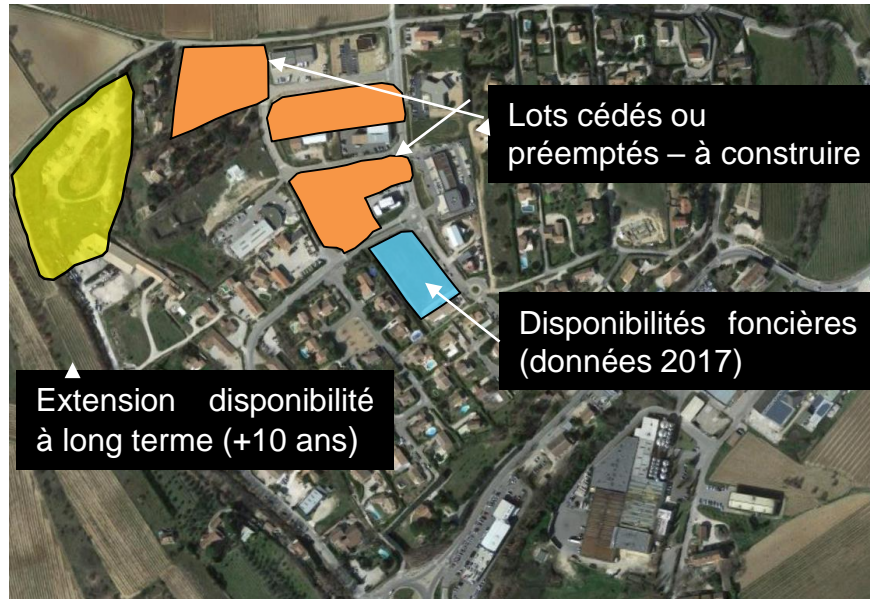 Lots cédés ou
préemptés – à construire
Disponibilités foncières
(données 2017)
Extension disponibilité
à long terme (+10 ans)